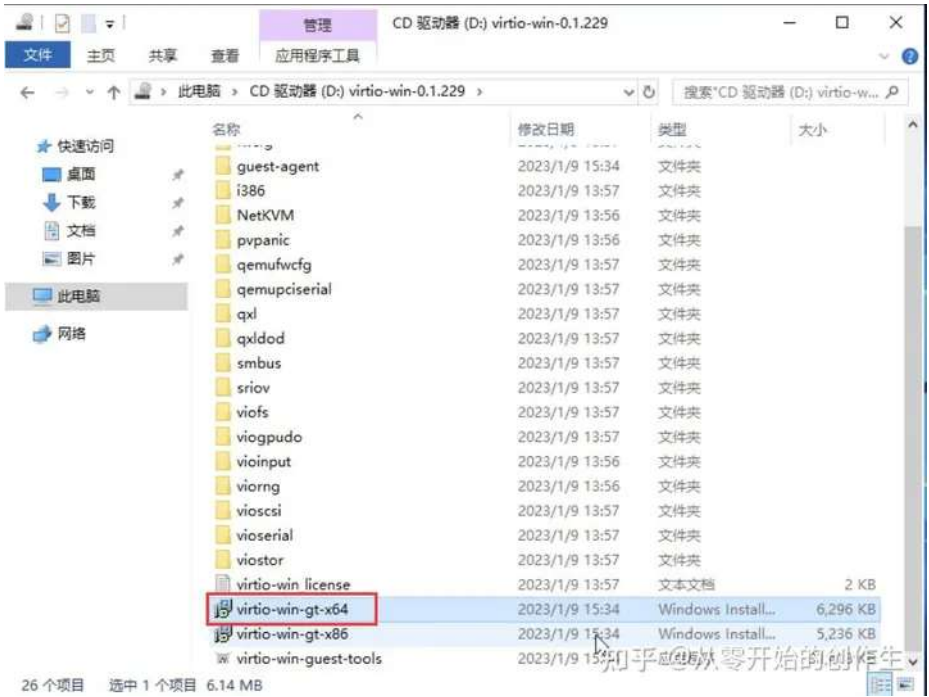 管理
CD 驱动器 (D:) virtio-win-0.1.229
文件 主页 共享 查看 应用程序工具
此电脑 › CD 驱动器 (D:) virtio-win-0.1.229 ›
搜索"CD 驱动器 (D:) virtio-w...
名称 修改日期 类型 大小
快速访问
桌面
下载
文档
图片
此电脑
网络
guest-agent 2023/1/9 15:34 文件夹
i386 2023/1/9 13:57 文件夹
NetKVM 2023/1/9 13:56 文件夹
pvpanic 2023/1/9 13:56 文件夹
qemufwcfg 2023/1/9 13:57 文件夹
qemupciserial 2023/1/9 13:57 文件夹
qxl 2023/1/9 13:57 文件夹
qxldod 2023/1/9 13:57 文件夹
smbus 2023/1/9 13:57 文件夹
sriov 2023/1/9 13:57 文件夹
viofs 2023/1/9 13:57 文件夹
viogpudo 2023/1/9 13:57 文件夹
vioinput 2023/1/9 13:56 文件夹
viorng 2023/1/9 13:56 文件夹
vioscsi 2023/1/9 13:57 文件夹
vioserial 2023/1/9 13:57 文件夹
viostor 2023/1/9 13:57 文件夹
virtio-win license 2023/1/9 13:57 文本文档 2 KB
virtio-win-gt-x64 2023/1/9 15:34 Windows Install... 6,296 KB
virtio-win-gt-x86 2023/1/9 15:34 Windows Install... 5,236 KB
virtio-win-guest-tools 2023/1/9
知乎 @从零开始的创作生
26 个项目 选中 1 个项目 6.14 MB